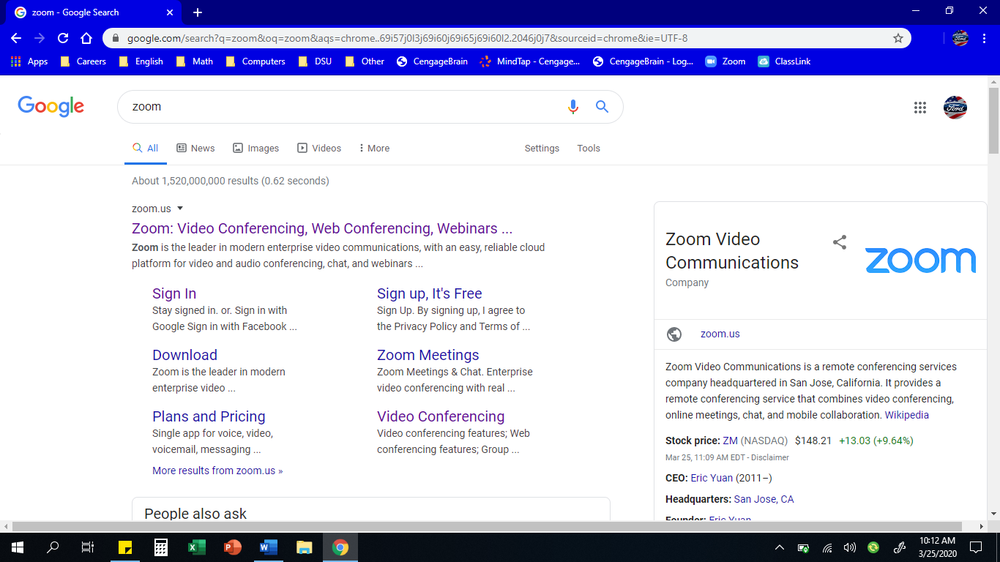 zoom - Google Search
google.com/search?q=zoom&oq=zoom&aqs=chrome..69i57j0l3j69i60j69i65j69i60l2.2046j0j7&sourceid=chrome&ie=UTF-8
Apps Careers English Math Computers DSU Other CengageBrain MindTap - Cengage... CengageBrain - Log... Zoom ClassLink
Google
zoom
Ford
All News Images Videos More Settings Tools
About 1,520,000,000 results (0.62 seconds)
zoom.us
Zoom: Video Conferencing, Web Conferencing, Webinars ...
Zoom is the leader in modern enterprise video communications, with an easy, reliable cloud
platform for video and audio conferencing, chat, and webinars ...
Sign In
Stay signed in. or. Sign in with
Google Sign in with Facebook ...
Sign up, It's Free
Sign Up. By signing up, I agree to
the Privacy Policy and Terms of ...
Download
Zoom is the leader in modern
enterprise video ...
Zoom Meetings
Zoom Meetings & Chat. Enterprise
video conferencing with real ...
Plans and Pricing
Single app for voice, video,
voicemail, messaging ...
Video Conferencing
Video conferencing features; Web
conferencing features; Group ...
More results from zoom.us »
People also ask
Zoom Video
Communications
Company
zoom
zoom.us
Zoom Video Communications is a remote conferencing services
company headquartered in San Jose, California. It provides a
remote conferencing service that combines video conferencing,
online meetings, chat, and mobile collaboration. Wikipedia
Stock price: ZM (NASDAQ) $148.21 +13.03 (+9.64%)
Mar 25, 11:09 AM EDT - Disclaimer
CEO: Eric Yuan (2011–)
Headquarters: San Jose, CA
Founder: Eric Yuan
10:12 AM
3/25/2020